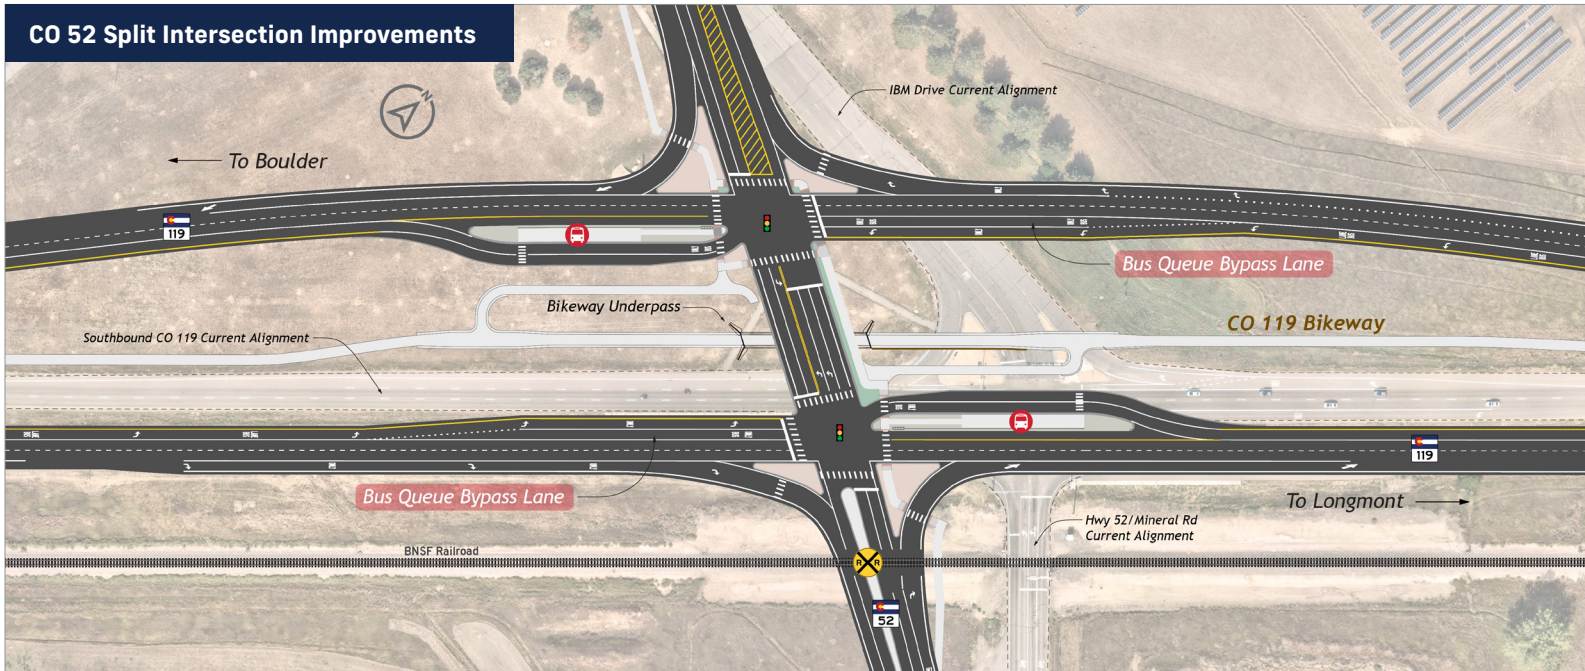 CO 52 Split Intersection Improvements
N
IBM Drive Current Alignment
To Boulder
119
Bus Queue Bypass Lane
Bikeway Underpass
CO 119 Bikeway
Southbound CO 119 Current Alignment
119
Bus Queue Bypass Lane
To Longmont
Hwy 52/Mineral Rd
Current Alignment
BNSF Railroad
R R
52